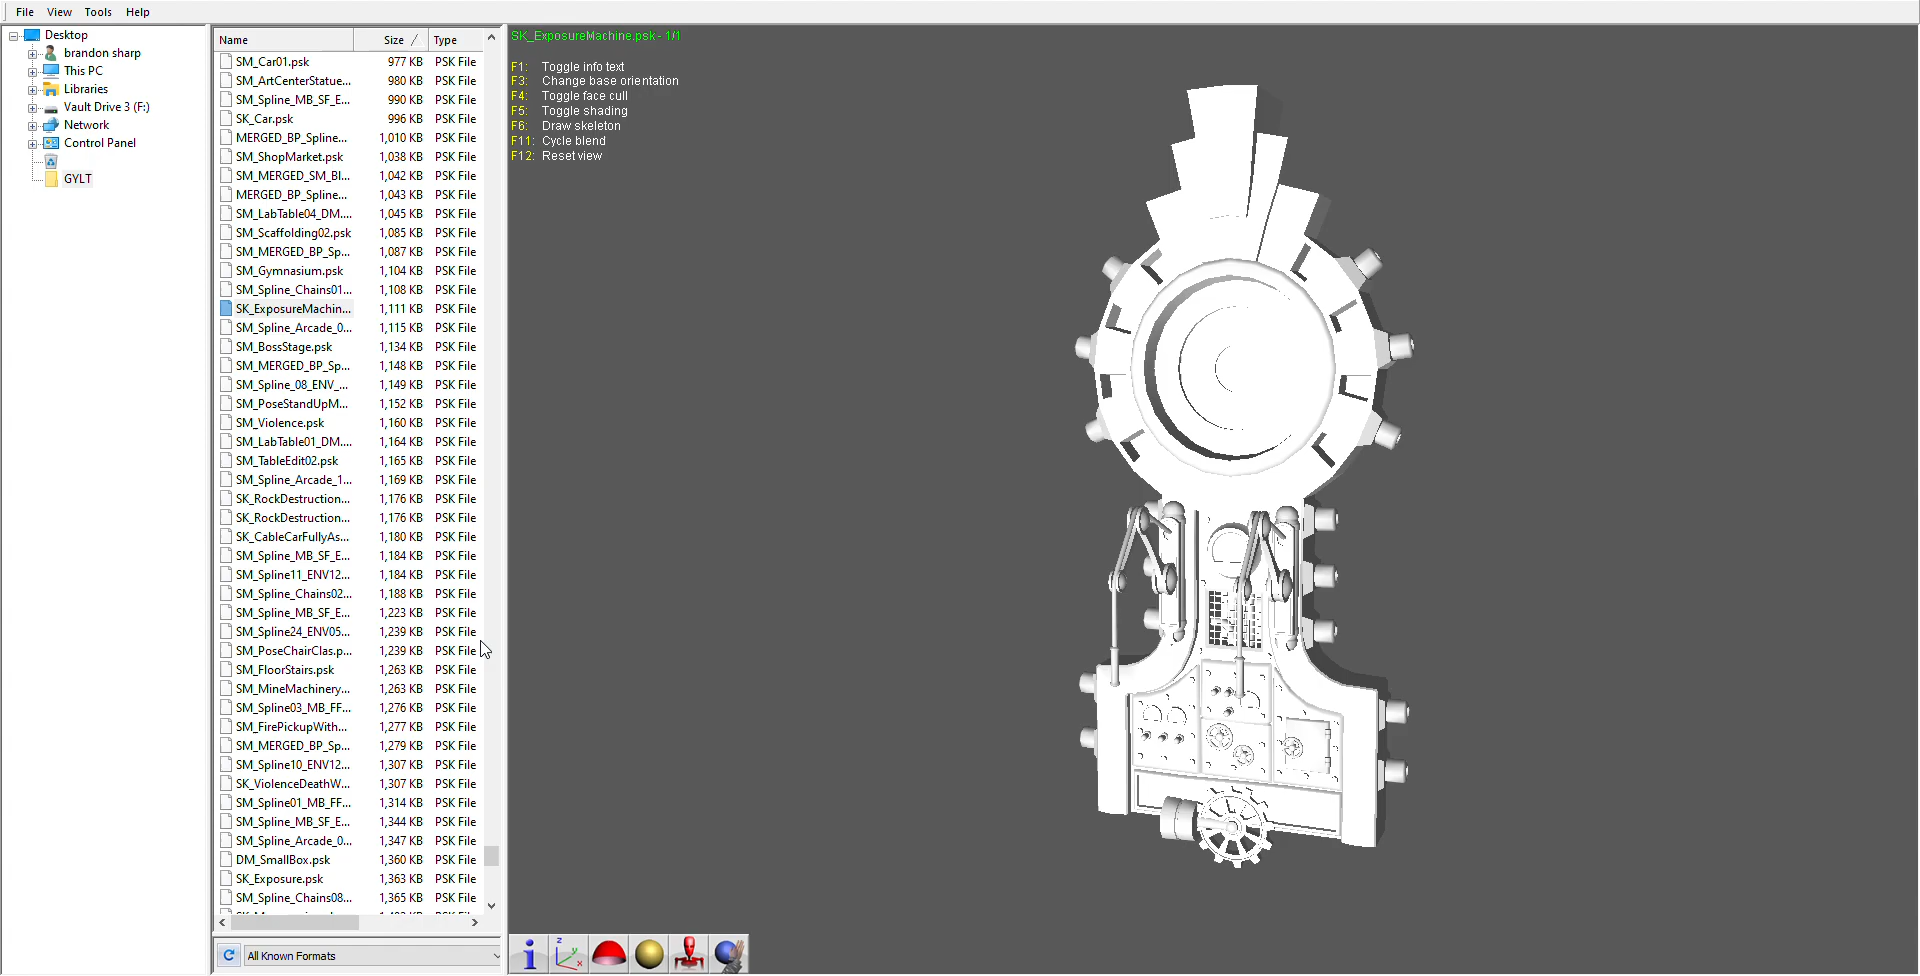 File View Tools Help
Desktop
brandon sharp
This PC
Libraries
Vault Drive 3 (F:)
Network
Control Panel
GYLT
Name Size Type
SM_Car01.psk 977 KB PSK File
SM_ArtCenterStatue... 980 KB PSK File
SM_Spline_MB_SF_E... 990 KB PSK File
SK_Car.psk 996 KB PSK File
MERGED_BP_Spline... 1,010 KB PSK File
SM_ShopMarket.psk 1,038 KB PSK File
SM_MERGED_SM_Bl... 1,042 KB PSK File
MERGED_BP_Spline... 1,043 KB PSK File
SM_LabTable04_DM.... 1,045 KB PSK File
SM_Scaffolding02.psk 1,085 KB PSK File
SM_MERGED_BP_Sp... 1,087 KB PSK File
SM_Gymnasium.psk 1,104 KB PSK File
SM_Spline_Chains01... 1,108 KB PSK File
SK_ExposureMachin... 1,111 KB PSK File
SM_Spline_Arcade_0... 1,115 KB PSK File
SM_BossStage.psk 1,134 KB PSK File
SM_MERGED_BP_Sp... 1,148 KB PSK File
SM_Spline_08_ENV_... 1,149 KB PSK File
SM_PoseStandUpM... 1,152 KB PSK File
SM_Violence.psk 1,160 KB PSK File
SM_LabTable01_DM.... 1,164 KB PSK File
SM_TableEdit02.psk 1,165 KB PSK File
SM_Spline_Arcade_1... 1,169 KB PSK File
SK_RockDestruction... 1,176 KB PSK File
SK_RockDestruction... 1,176 KB PSK File
SK_CableCarFullyAs... 1,180 KB PSK File
SM_Spline_MB_SF_E... 1,184 KB PSK File
SM_Spline11_ENV12... 1,184 KB PSK File
SM_Spline_Chains02... 1,188 KB PSK File
SM_Spline_MB_SF_E... 1,223 KB PSK File
SM_Spline24_ENV05... 1,239 KB PSK File
SM_PoseChairClas.p... 1,239 KB PSK File
SM_FloorStairs.psk 1,263 KB PSK File
SM_MineMachinery... 1,263 KB PSK File
SM_Spline03_MB_FF... 1,276 KB PSK File
SM_FirePickupWith... 1,277 KB PSK File
SM_MERGED_BP_Sp... 1,279 KB PSK File
SM_Spline10_ENV12... 1,307 KB PSK File
SK_ViolenceDeathW... 1,307 KB PSK File
SM_Spline01_MB_FF... 1,314 KB PSK File
SM_Spline_MB_SF_E... 1,344 KB PSK File
SM_Spline_Arcade_0... 1,347 KB PSK File
DM_SmallBox.psk 1,360 KB PSK File
SK_Exposure.psk 1,363 KB PSK File
SM_Spline_Chains08... 1,365 KB PSK File
All Known Formats
SK_ExposureMachine.psk - 1/1
F1: Toggle info text
F3: Change base orientation
F4: Toggle face cull
F5: Toggle shading
F6: Draw skeleton
F11: Cycle blend
F12: Reset view
z y x